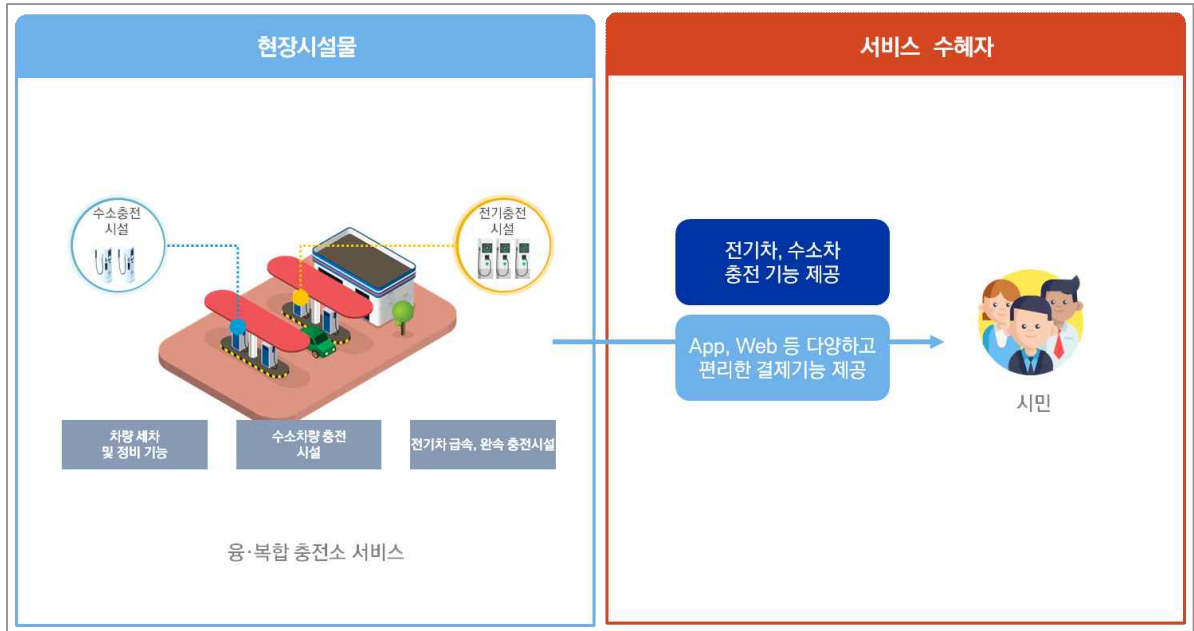 현장시설물
수소충전
시설
전기충전
시설
차량 세차
및 정비 기능
수소차량 충전
시설
전기차 급속, 완속 충전시설
융·복합 충전소 서비스
서비스 수혜자
전기차, 수소차
충전 기능 제공
App, Web 등 다양하고
편리한 결제기능 제공
시민